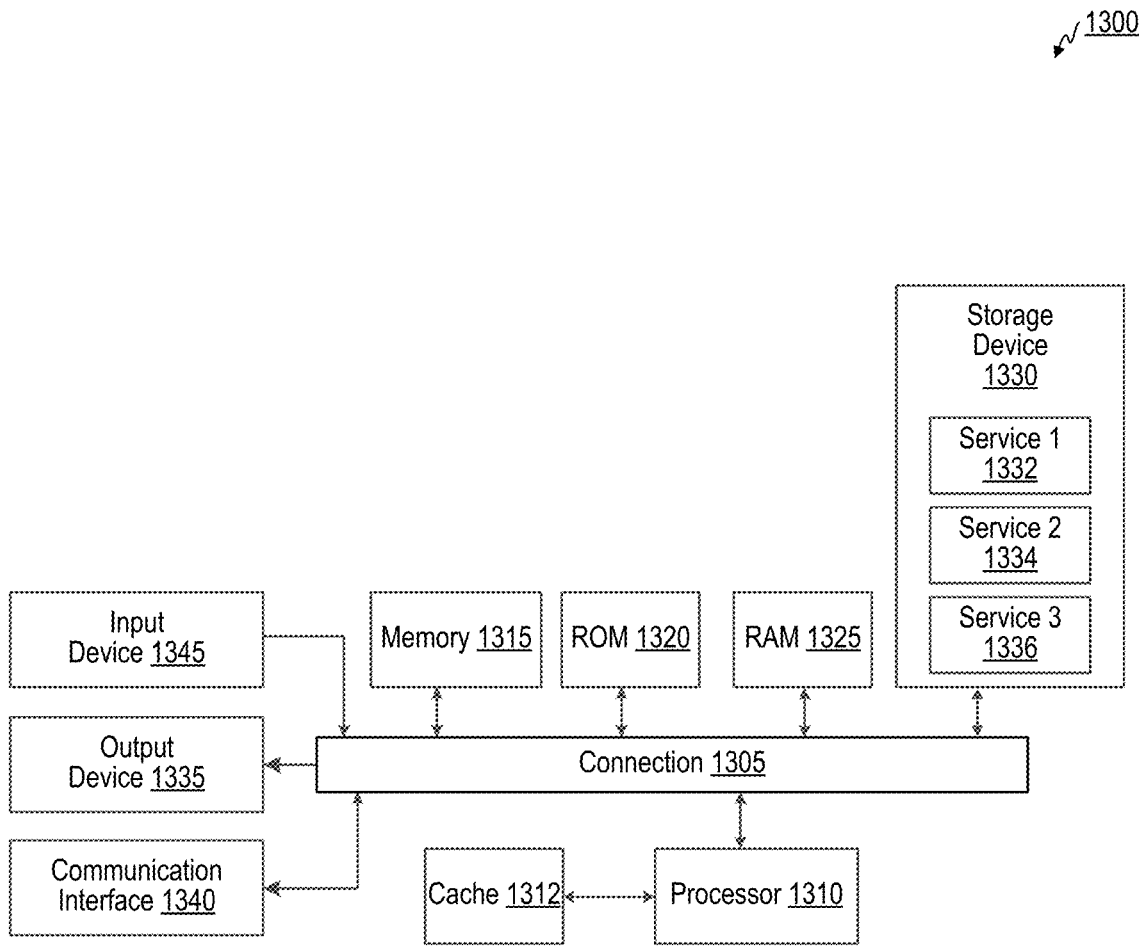 1300
Storage
Device
1330
Service 1
1332
Service 2
1334
Service 3
1336
Input
Device 1345
Memory 1315
ROM 1320
RAM 1325
Output
Device 1335
Connection 1305
Communication
Interface 1340
Cache 1312
Processor 1310